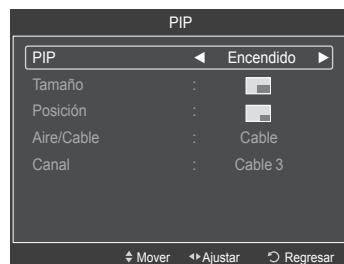 PIP
PIP ◀ Encendido ▶
Tamaño :
Posición :
Aire/Cable : Cable
Canal : Cable 3
Mover Ajustar Regresar